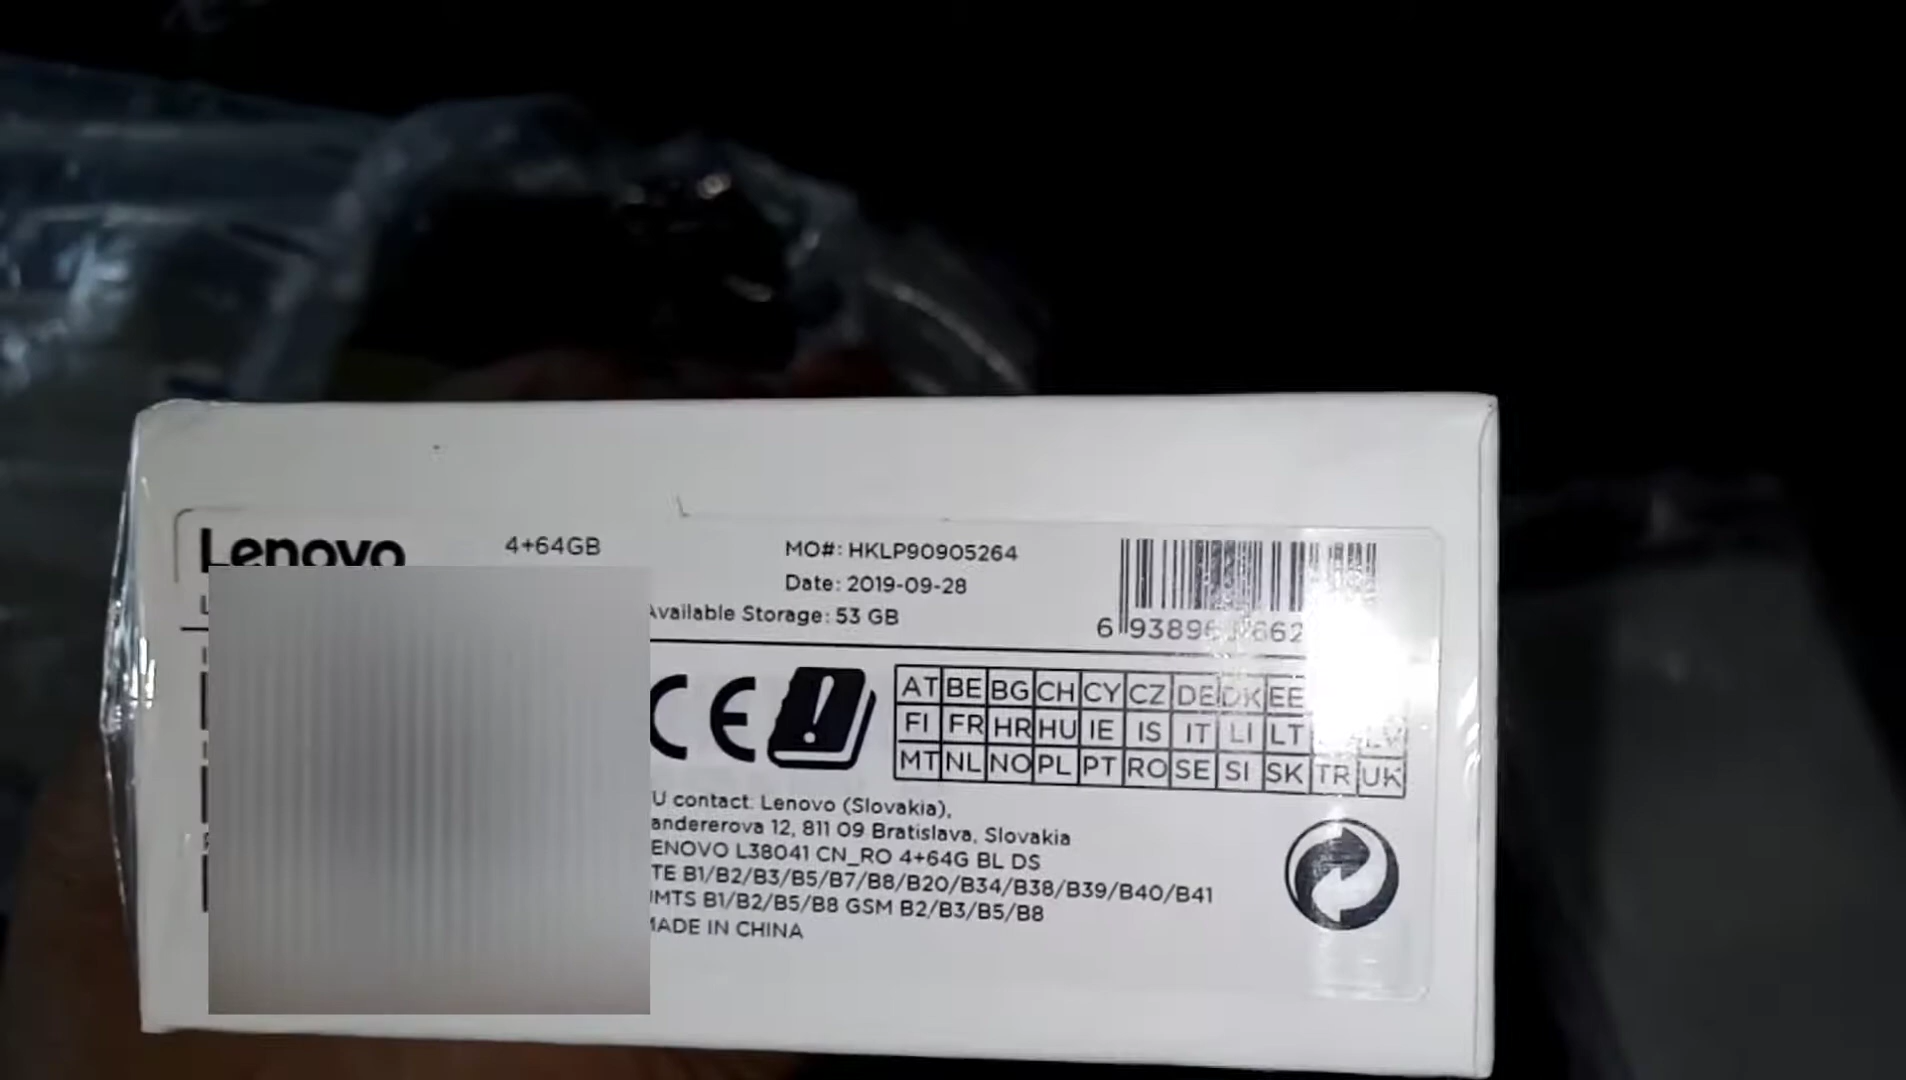 Lenovo 4+64GB MO#: HKLP90905264
Date: 2019-09-28
Available Storage: 53 GB
CE
AT BE BG CH CY CZ DE DK EE
FI FR HR HU IE IS IT LI LT LV
MT NL NO PL PT RO SE SI SK TR UK
U contact: Lenovo (Slovakia),
andererova 12, 811 09 Bratislava, Slovakia
ENOVO L38041 CN_RO 4+64G BL DS
TE B1/B2/B3/B5/B7/B8/B20/B34/B38/B39/B40/B41
UMTS B1/B2/B5/B8 GSM B2/B3/B5/B8
MADE IN CHINA